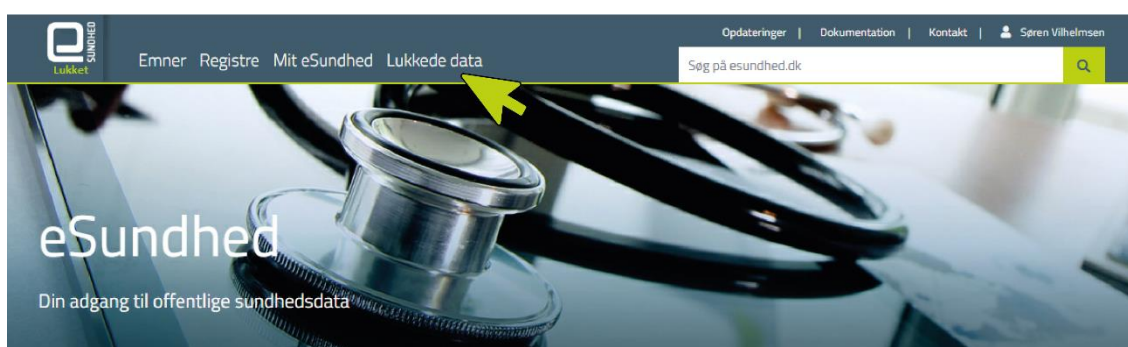 SUNDHED
Lukket
Emner Registre Mit eSundhed Lukkede data
Opdateringer | Dokumentation | Kontakt | Søren Vilhelmsen
Søg på esundhed.dk
eSundhed
Din adgang til offentlige sundhedsdata